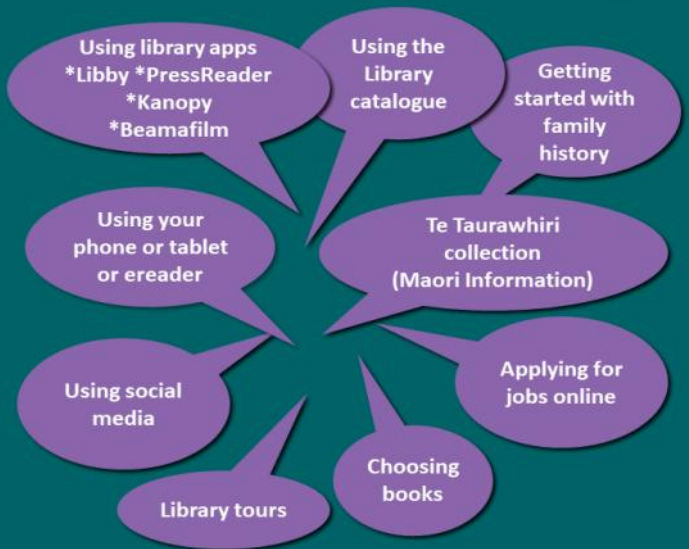 Using library apps
*Libby *PressReader
*Kanopy
*Beamafilm
Using the
Library
catalogue
Getting
started with
family
history
Using your
phone or tablet
or ereader
Te Taurawhiri
collection
(Maori Information)
Using social
media
Applying for
jobs online
Library tours
Choosing
books